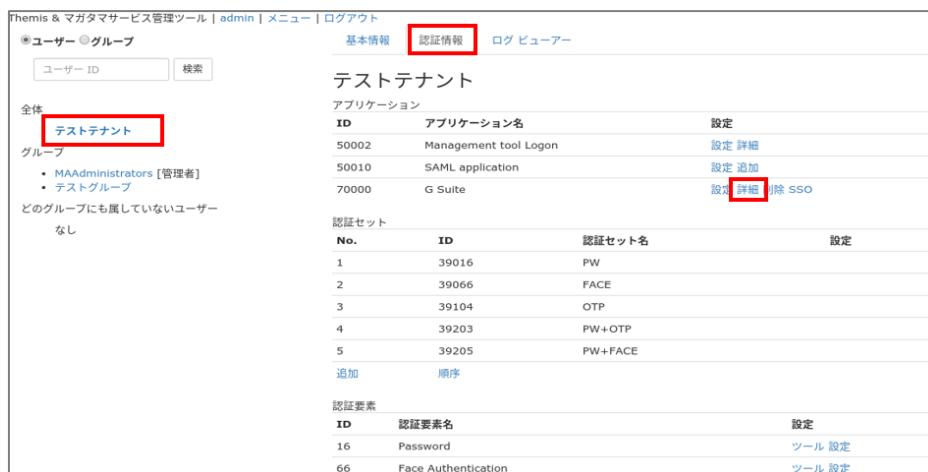 Themis & マガタマサービス管理ツール | admin | メニュー | ログアウト
ユーザー グループ
ユーザー ID 検索
全体
テストテナント
グループ
MAAdministrators [管理者]
テストグループ
どのグループにも属していないユーザー
なし
基本情報 認証情報 ログ ビューアー
テストテナント
アプリケーション
ID アプリケーション名 設定
50002 Management tool Logon 設定 詳細
50010 SAML application 設定 追加
70000 G Suite 設定 詳細 削除 SSO
認証セット
No. ID 認証セット名 設定
1 39016 PW
2 39066 FACE
3 39104 OTP
4 39203 PW+OTP
5 39205 PW+FACE
追加 順序
認証要素
ID 認証要素名 設定
16 Password ツール 設定
66 Face Authentication ツール 設定